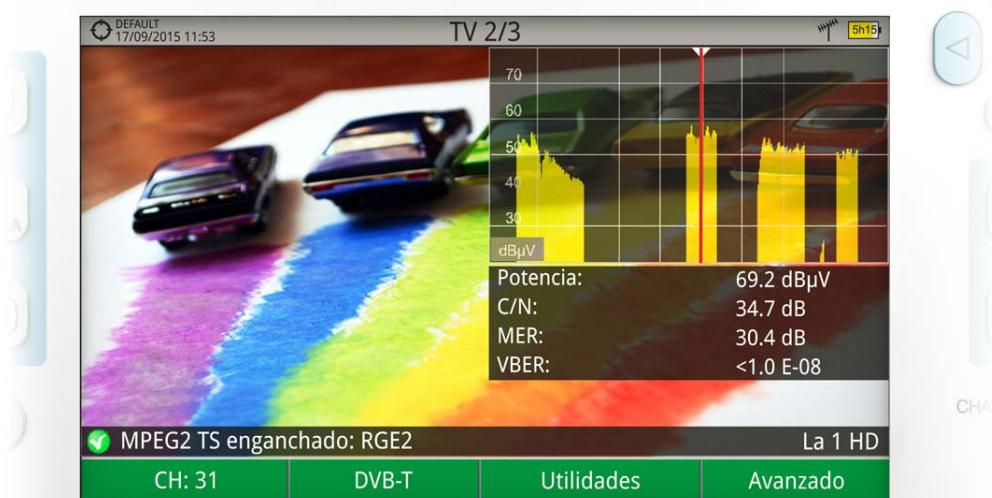 DEFAULT
17/09/2015 11:53
TV 2/3
5h15
70
60
50
40
30
dBµV
Potencia: 69.2 dBµV
C/N: 34.7 dB
MER: 30.4 dB
VBER: <1.0 E-08
MPEG2 TS enganchado: RGE2
La 1 HD
CH: 31
DVB-T
Utilidades
Avanzado
CHA